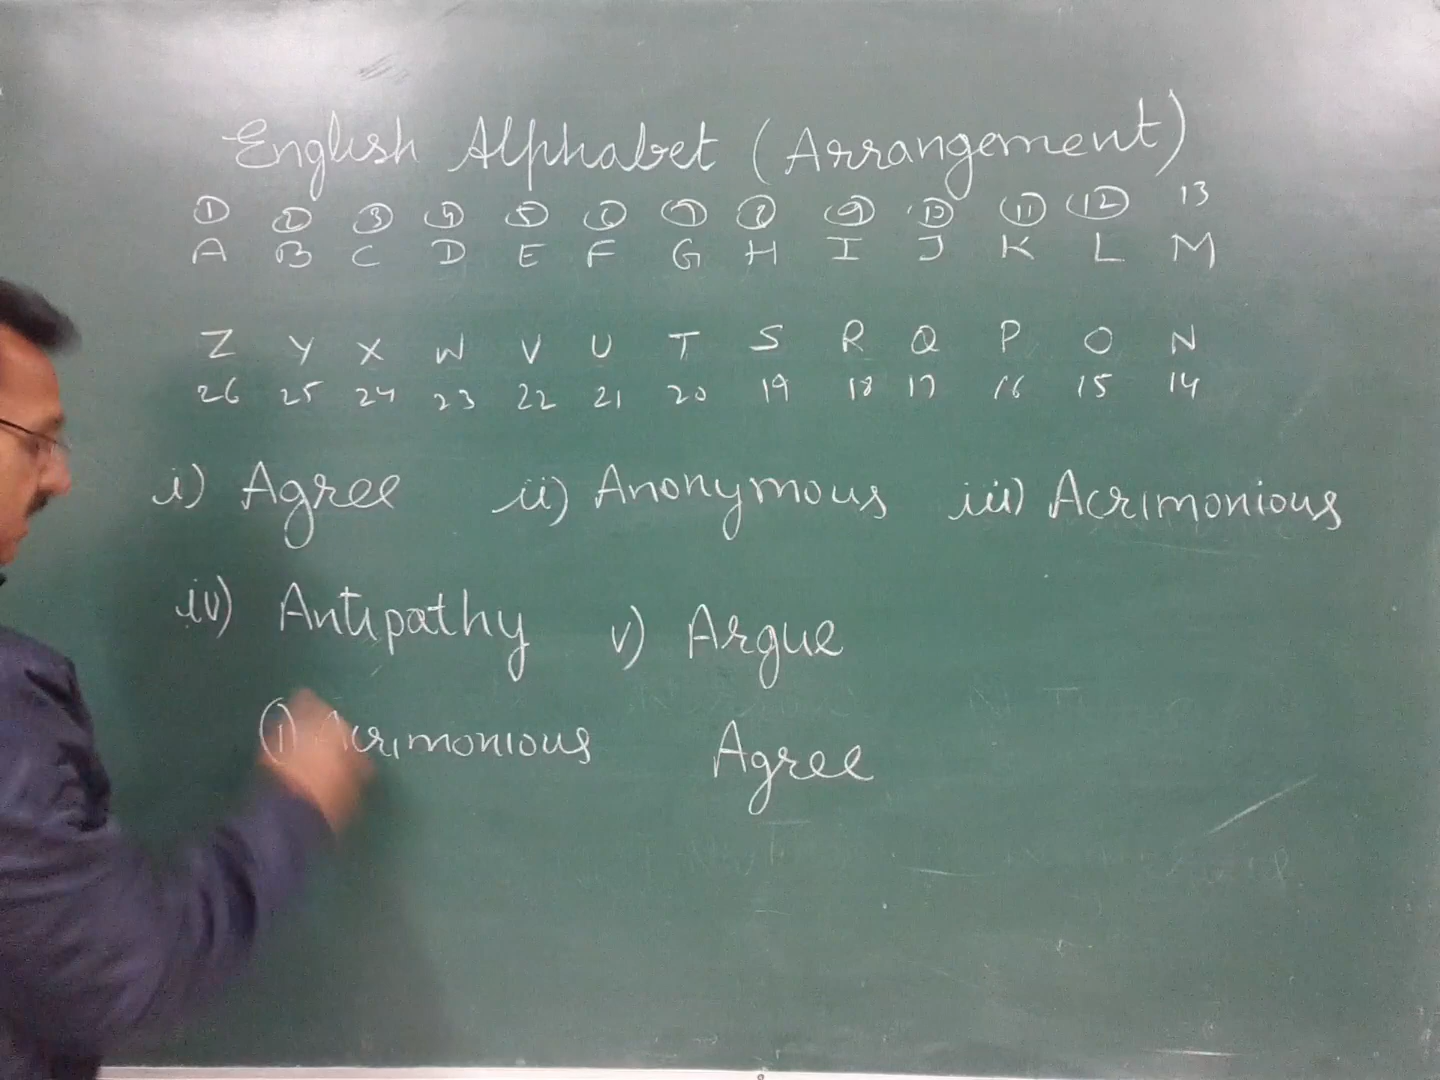 English Alphabet (Arrangement)
1 2 3 4 5 6 7 8 9 10 11 12 13
A B C D E F G H I J K L M
Z Y X W V U T S R Q P O N
26 25 24 23 22 21 20 19 18 17 16 15 14
i) Agree ii) Anonymous iii) Acrimonious
iv) Antipathy v) Argue
(1) Acrimonious Agree